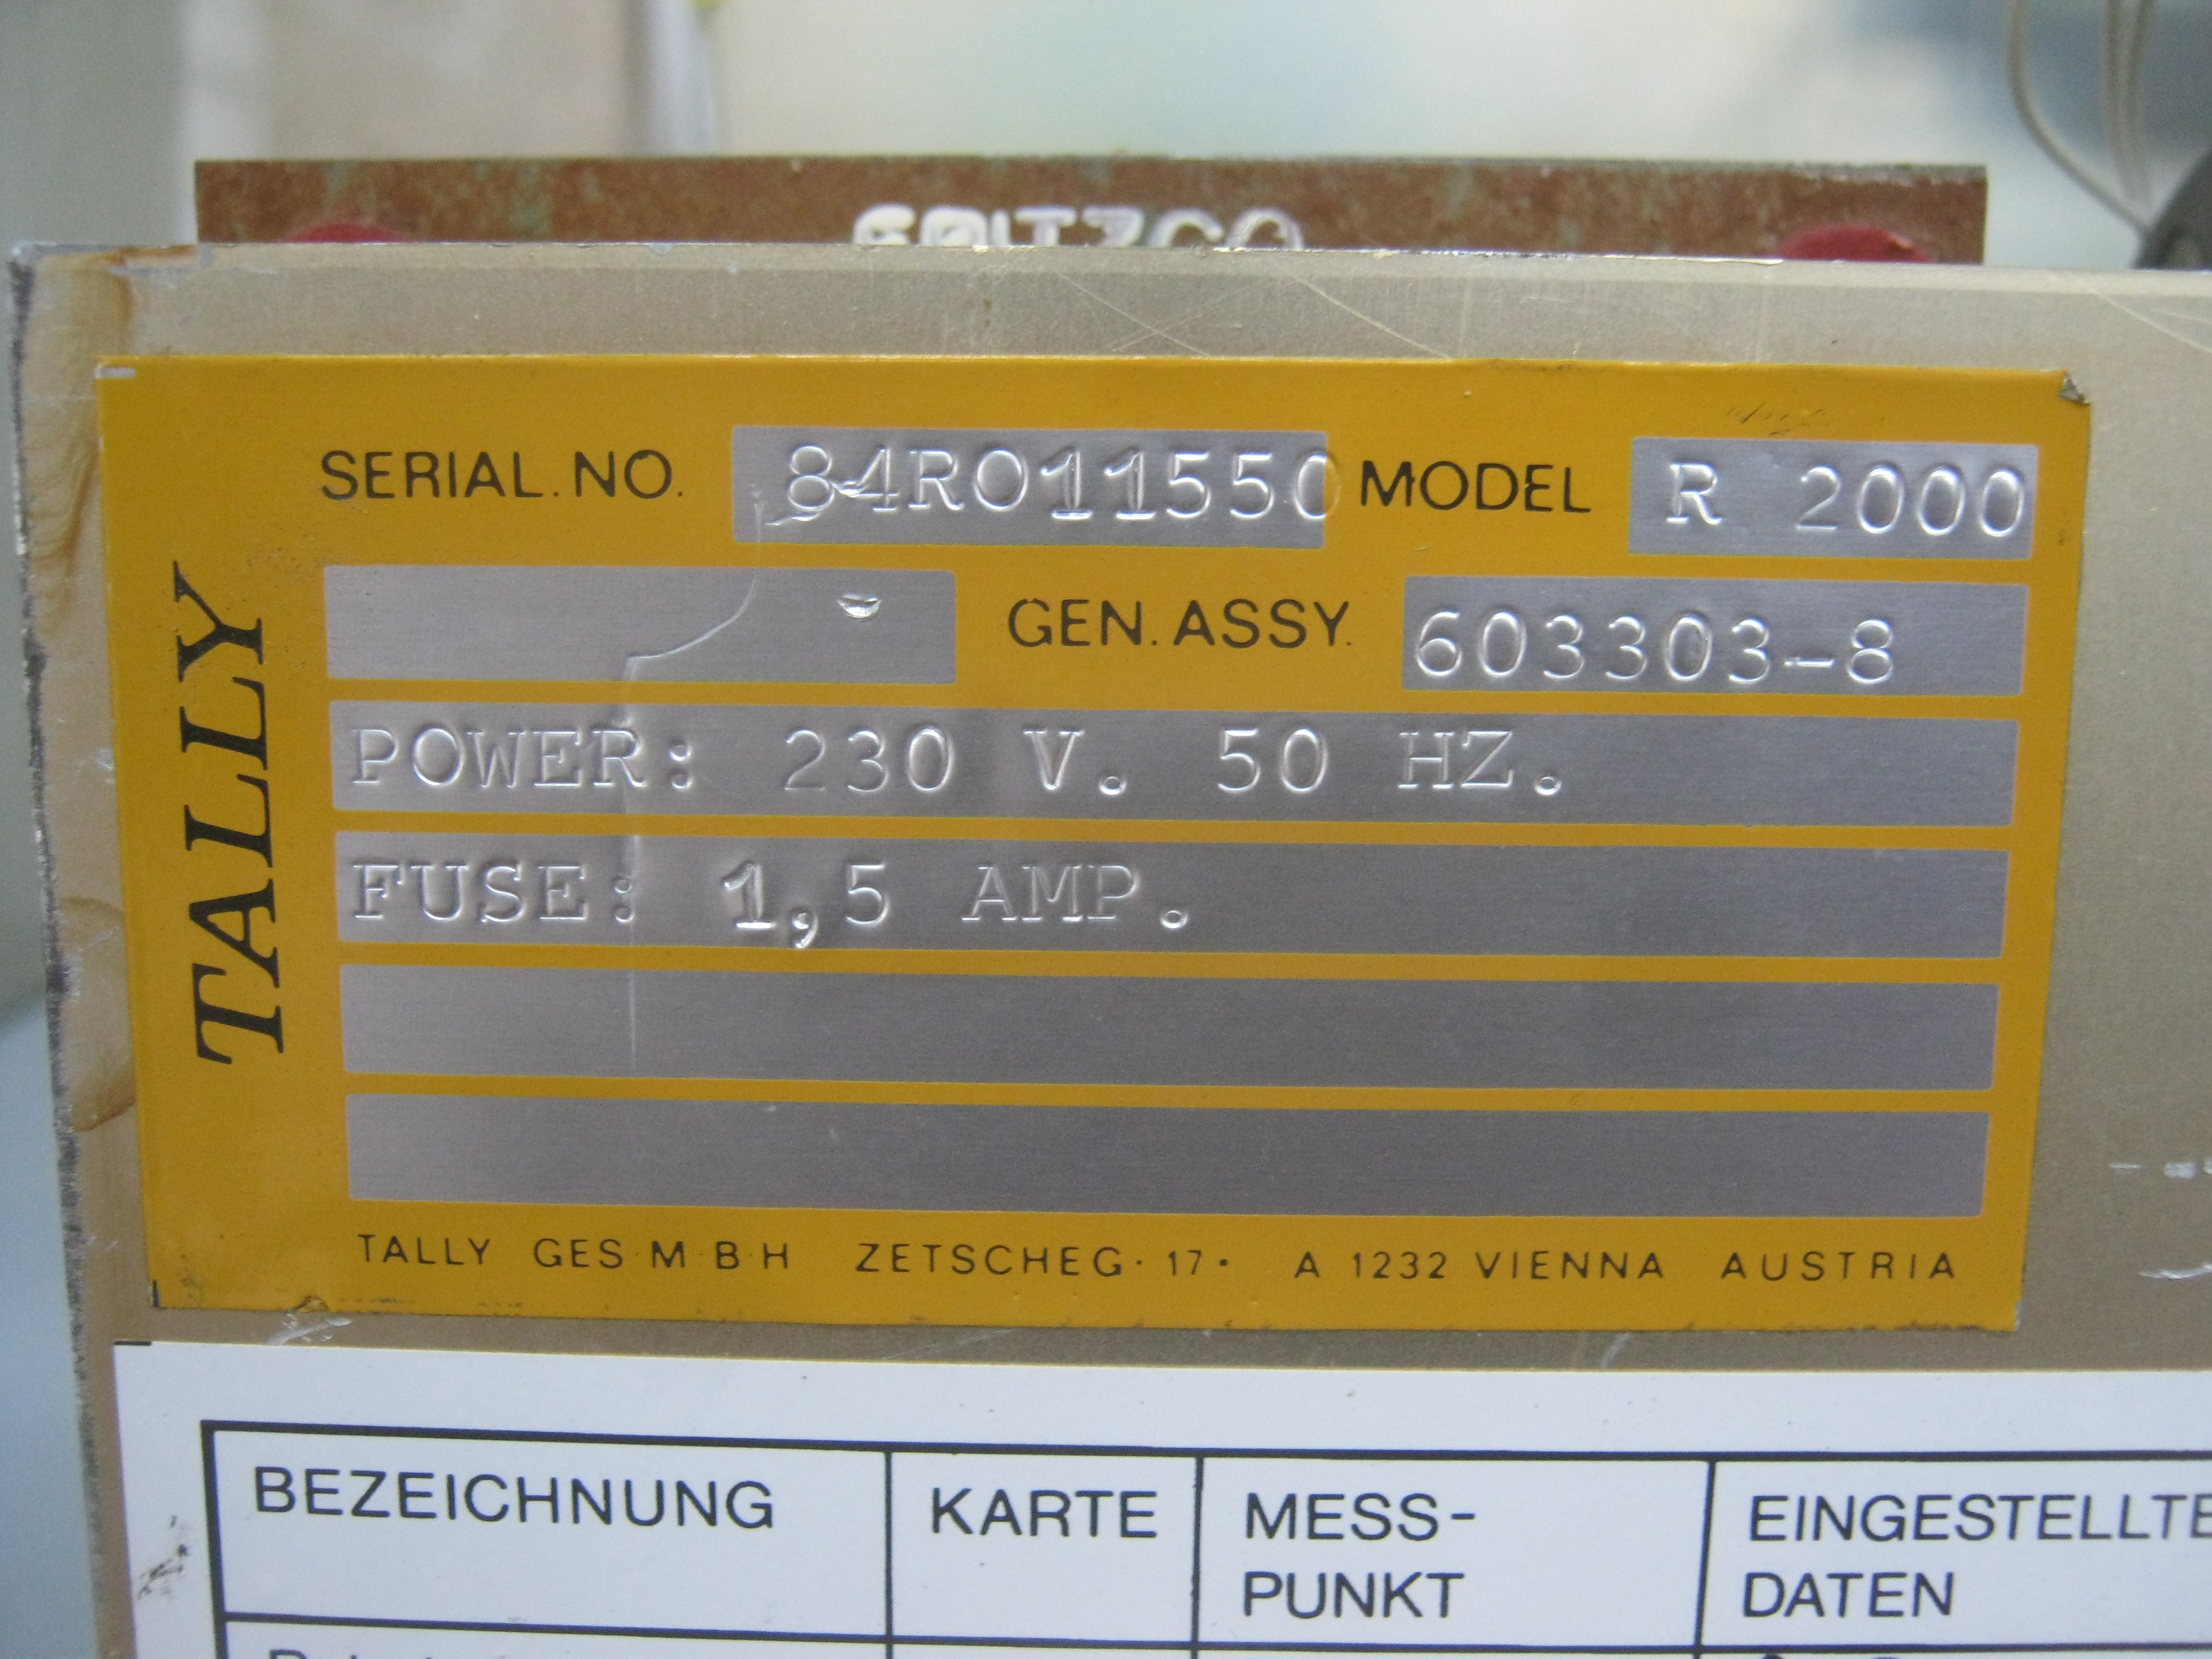 SERIAL.NO. 84R011550 MODEL R 2000
GEN.ASSY. 603303-8
POWER: 230 V. 50 HZ.
FUSE: 1,5 AMP.
TALLY
TALLY GES·M·B·H ZETSCHEG·17· A 1232 VIENNA AUSTRIA
BEZEICHNUNG KARTE MESS-
PUNKT EINGESTELLTE
DATEN